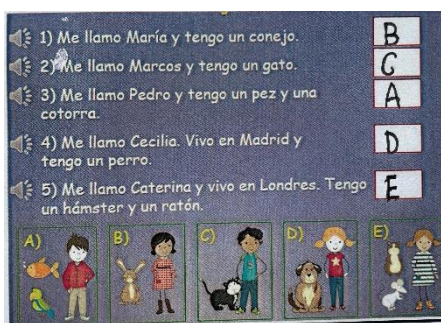 1) Me llamo María y tengo un conejo. B
2) Me llamo Marcos y tengo un gato. C
3) Me llamo Pedro y tengo un pez y una A
cotorra.
4) Me llamo Cecilia. Vivo en Madrid y D
tengo un perro.
5) Me llamo Caterina y vivo en Londres. Tengo E
un hámster y un ratón.
A) B) C) D) E)